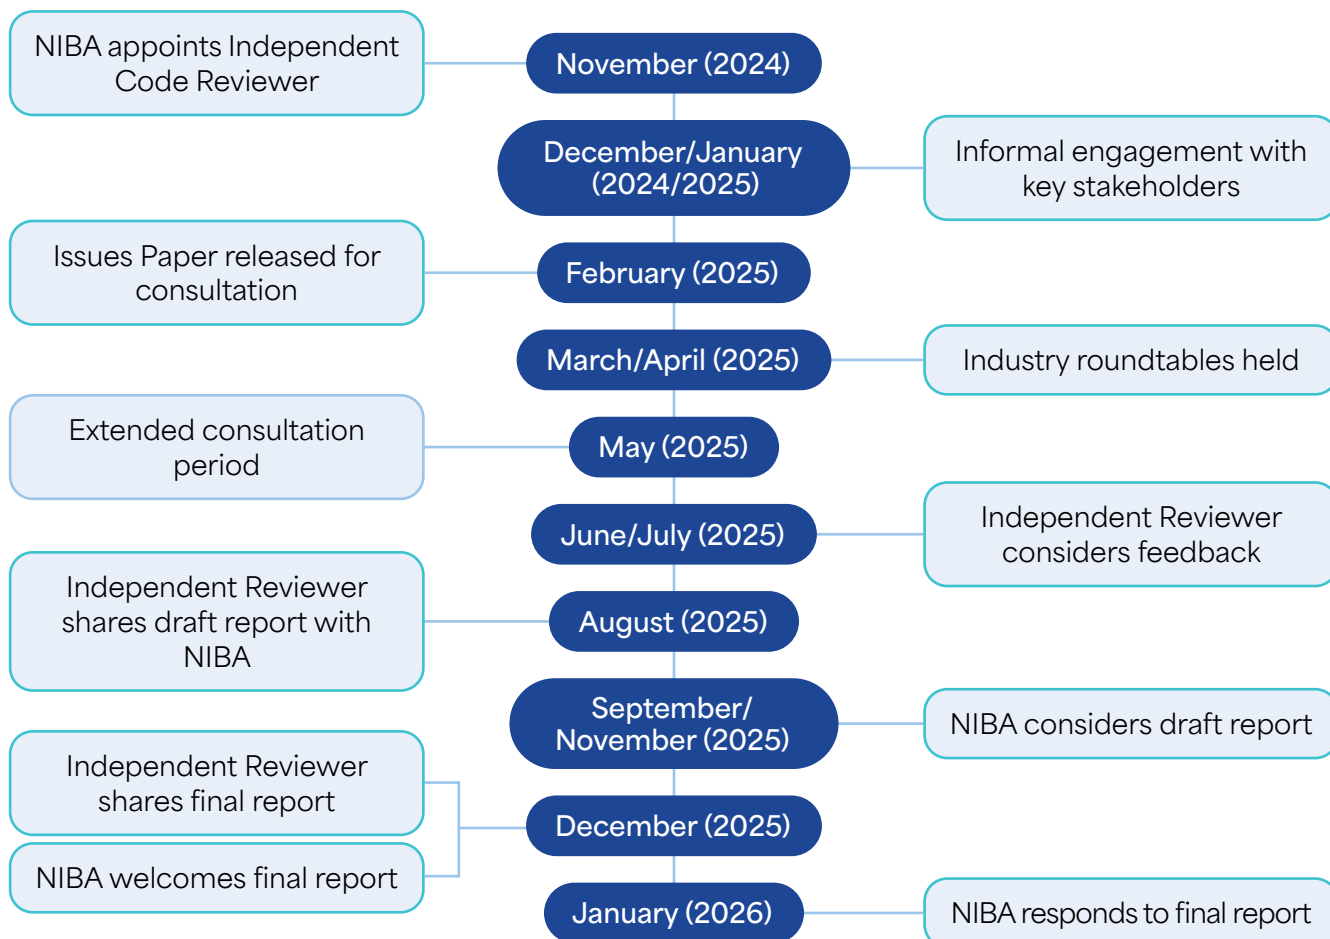 NIBA appoints Independent
Code Reviewer
November (2024)
December/January
(2024/2025)
Informal engagement with
key stakeholders
Issues Paper released for
consultation
February (2025)
March/April (2025)
Industry roundtables held
Extended consultation
period
May (2025)
June/July (2025)
Independent Reviewer
considers feedback
Independent Reviewer
shares draft report with
NIBA
August (2025)
September/
November (2025)
NIBA considers draft report
Independent Reviewer
shares final report
NIBA welcomes final report
December (2025)
January (2026)
NIBA responds to final report